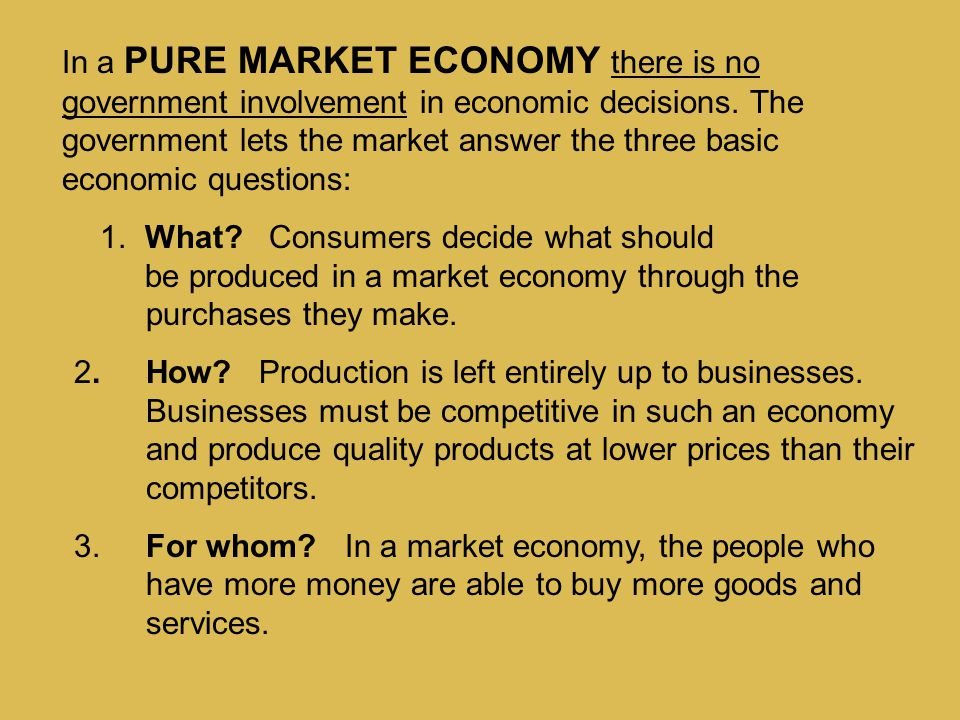 In a PURE MARKET ECONOMY there is no
government involvement in economic decisions. The
government lets the market answer the three basic
economic questions:
1. What? Consumers decide what should
be produced in a market economy through the
purchases they make.
2. How? Production is left entirely up to businesses.
Businesses must be competitive in such an economy
and produce quality products at lower prices than their
competitors.
3. For whom? In a market economy, the people who
have more money are able to buy more goods and
services.